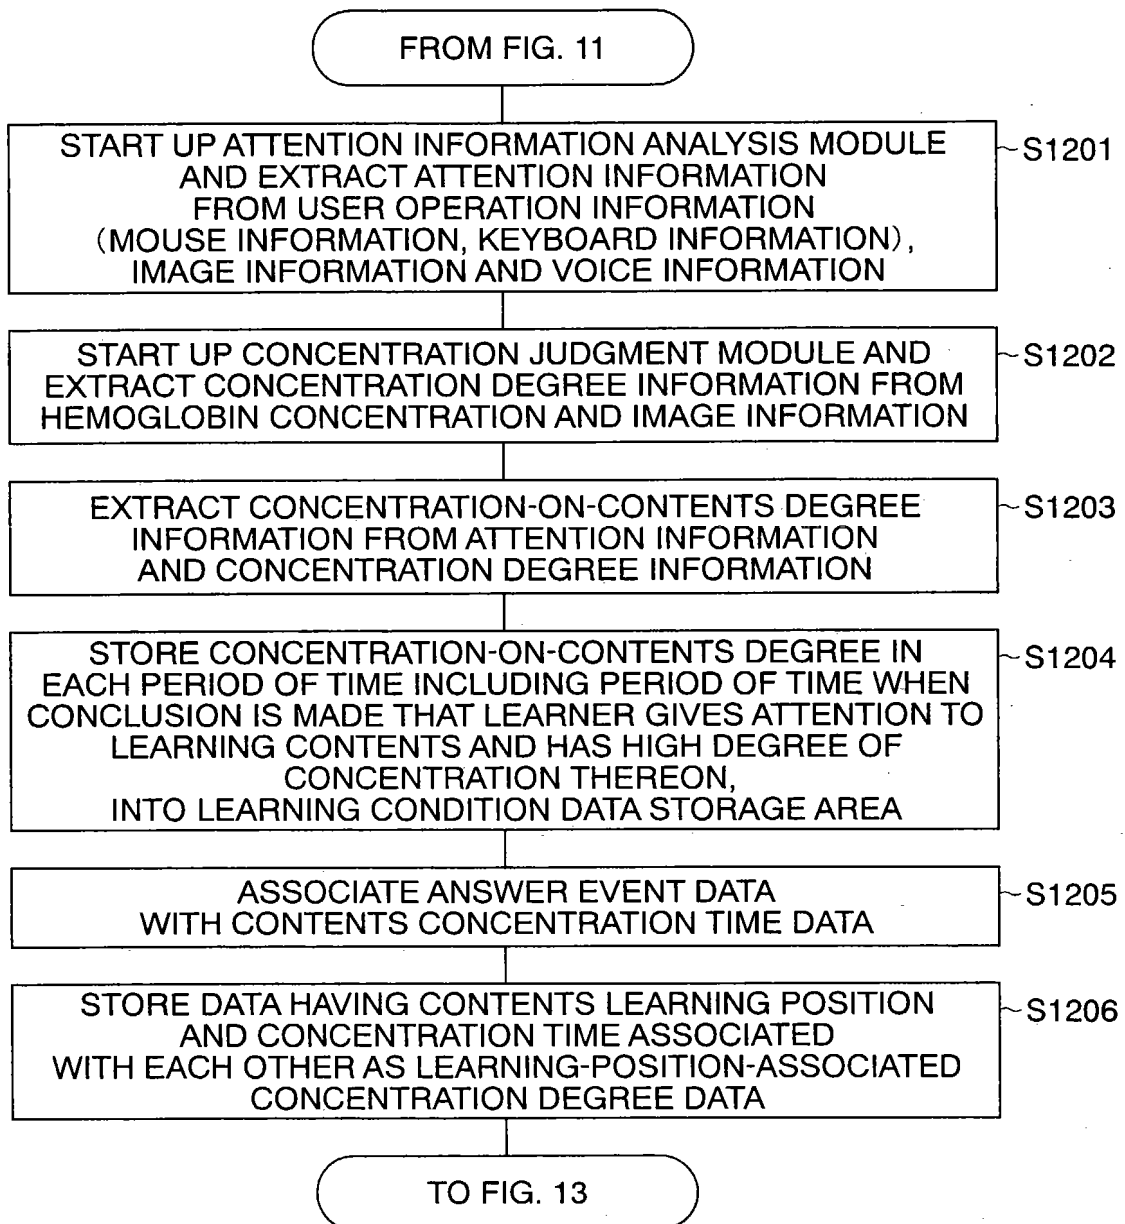 FROM FIG. 11
START UP ATTENTION INFORMATION ANALYSIS MODULE
AND EXTRACT ATTENTION INFORMATION
FROM USER OPERATION INFORMATION
(MOUSE INFORMATION, KEYBOARD INFORMATION),
IMAGE INFORMATION AND VOICE INFORMATION
S1201
START UP CONCENTRATION JUDGMENT MODULE AND
EXTRACT CONCENTRATION DEGREE INFORMATION FROM
HEMOGLOBIN CONCENTRATION AND IMAGE INFORMATION
S1202
EXTRACT CONCENTRATION-ON-CONTENTS DEGREE
INFORMATION FROM ATTENTION INFORMATION
AND CONCENTRATION DEGREE INFORMATION
S1203
STORE CONCENTRATION-ON-CONTENTS DEGREE IN
EACH PERIOD OF TIME INCLUDING PERIOD OF TIME WHEN
CONCLUSION IS MADE THAT LEARNER GIVES ATTENTION TO
LEARNING CONTENTS AND HAS HIGH DEGREE OF
CONCENTRATION THEREON,
INTO LEARNING CONDITION DATA STORAGE AREA
S1204
ASSOCIATE ANSWER EVENT DATA
WITH CONTENTS CONCENTRATION TIME DATA
S1205
STORE DATA HAVING CONTENTS LEARNING POSITION
AND CONCENTRATION TIME ASSOCIATED
WITH EACH OTHER AS LEARNING-POSITION-ASSOCIATED
CONCENTRATION DEGREE DATA
S1206
TO FIG. 13